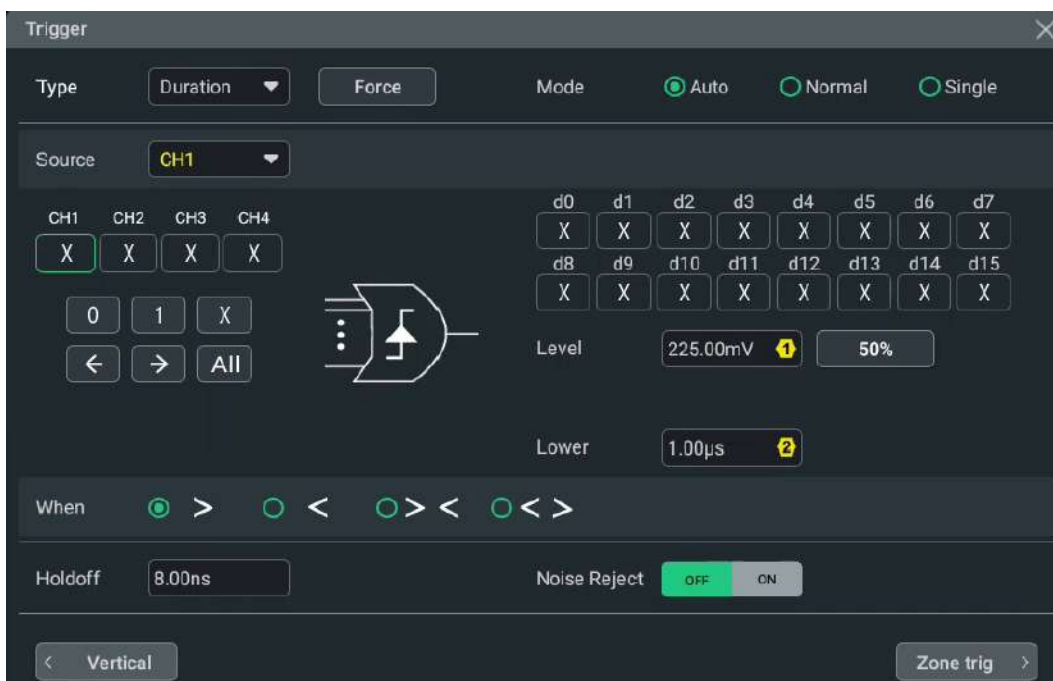 Trigger
Type Duration Force Mode Auto Normal Single
Source CH1
CH1 CH2 CH3 CH4
X X X X
0 1 X
← → All
d0 d1 d2 d3 d4 d5 d6 d7
X X X X X X X X
d8 d9 d10 d11 d12 d13 d14 d15
X X X X X X X X
Level 225.00mV 1 50%
Lower 1.00μs 2
When > < > < < >
Holdoff 8.00ns Noise Reject OFF ON
< Vertical Zone trig >